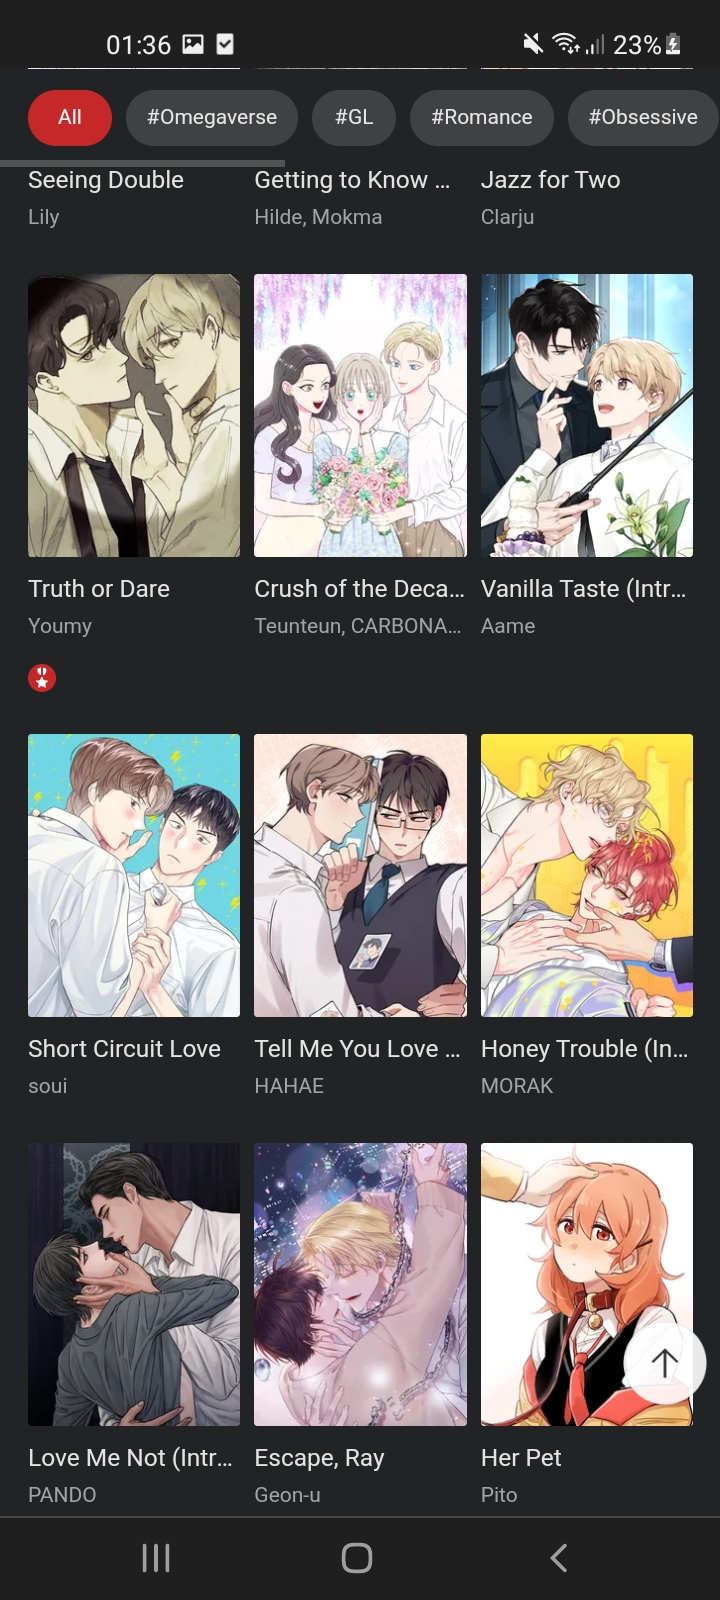 01:36
23%
All
#Omegaverse
#GL
#Romance
#Obsessive
Seeing Double
Getting to Know ...
Jazz for Two
Lily
Hilde, Mokma
Clarju
Truth or Dare
Crush of the Deca...
Vanilla Taste (Intr...
Youmy
Teunteun, CARBONA...
Aame
Short Circuit Love
Tell Me You Love ...
Honey Trouble (In...
soui
HAHAE
MORAK
Love Me Not (Intr...
Escape, Ray
Her Pet
PANDO
Geon-u
Pito